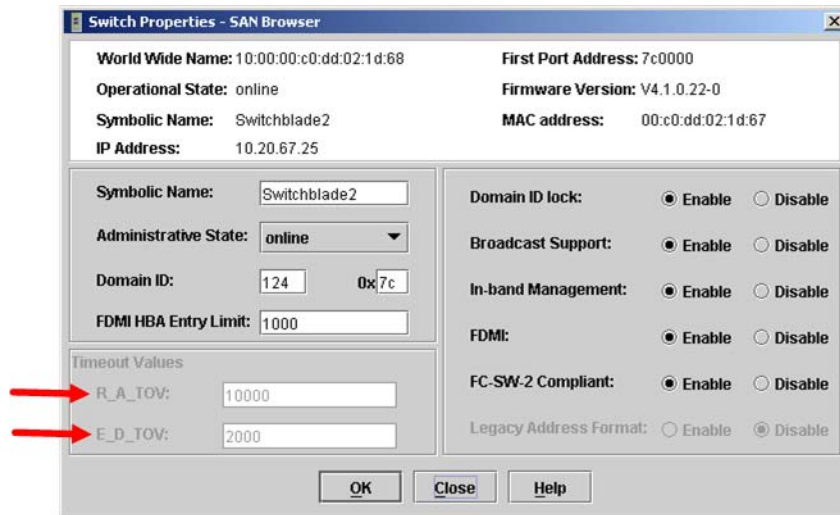 Switch Properties - SAN Browser
World Wide Name: 10:00:00:c0:dd:02:1d:68
First Port Address: 7c0000
Operational State: online
Firmware Version: V4.1.0.22-0
Symbolic Name: Switchblade2
MAC address: 00:c0:dd:02:1d:67
IP Address: 10.20.67.25
Symbolic Name: Switchblade2
Administrative State: online
Domain ID: 124 0x 7c
FDMI HBA Entry Limit: 1000
Timeout Values
R_A_TOV: 10000
E_D_TOV: 2000
Domain ID lock: Enable Disable
Broadcast Support: Enable Disable
In-band Management: Enable Disable
FDMI: Enable Disable
FC-SW-2 Compliant: Enable Disable
Legacy Address Format: Enable Disable
OK Close Help